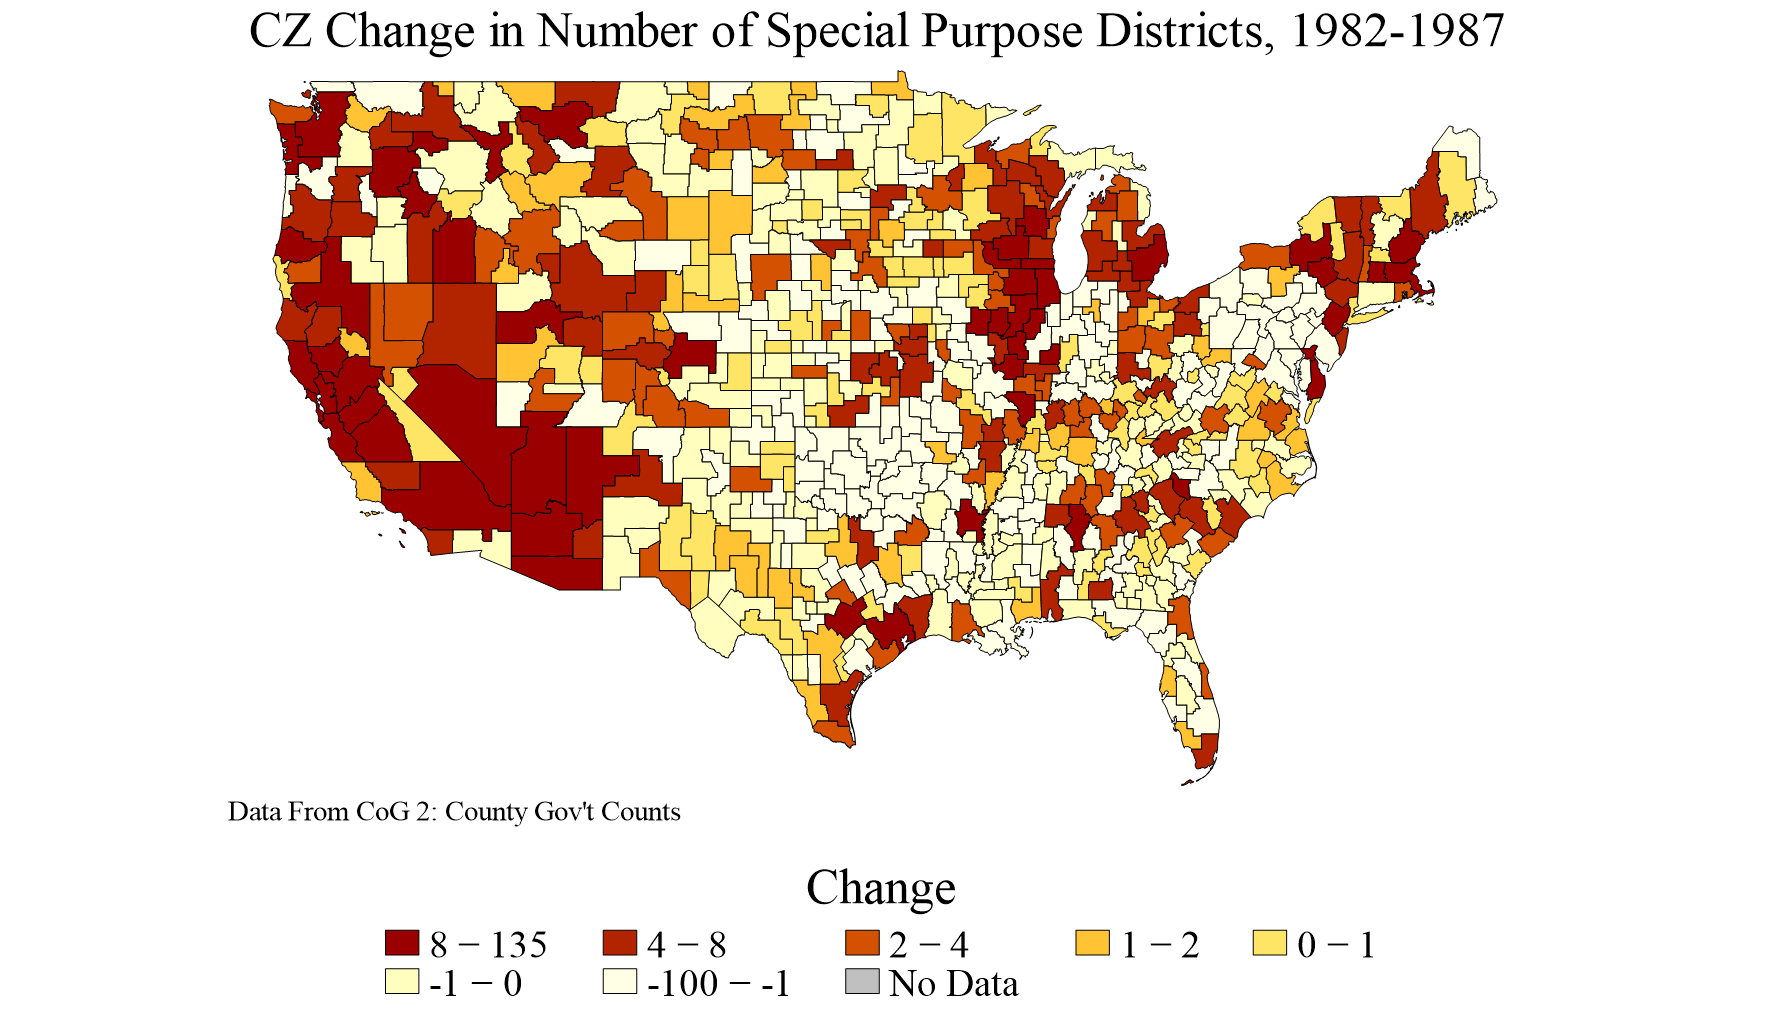 CZ Change in Number of Special Purpose Districts, 1982-1987
Data From CoG 2: County Gov't Counts
Change
8 − 135 4 − 8 2 − 4 1 − 2 0 − 1
-1 − 0 -100 − -1 No Data